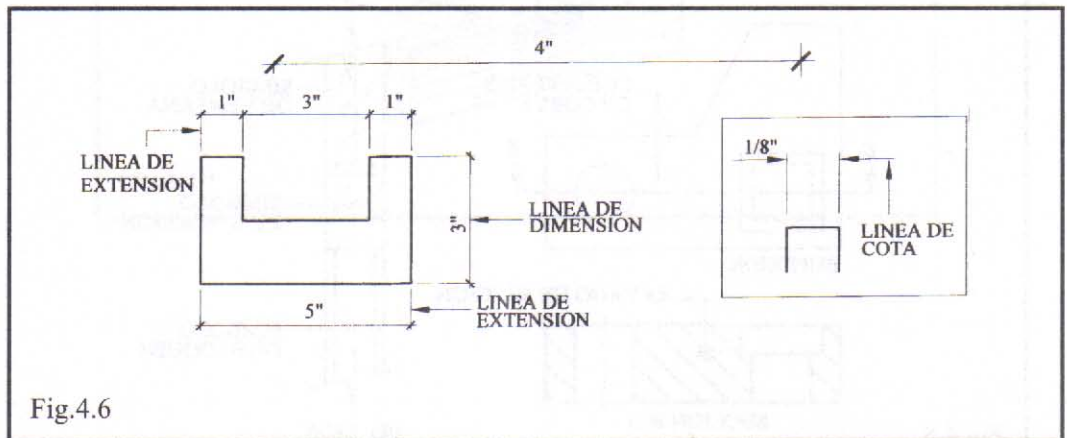 4"
1" 3" 1"
LINEA DE
EXTENSION
3"
LINEA DE
DIMENSION
5"
LINEA DE
EXTENSION
1/8"
LINEA DE
COTA
Fig.4.6